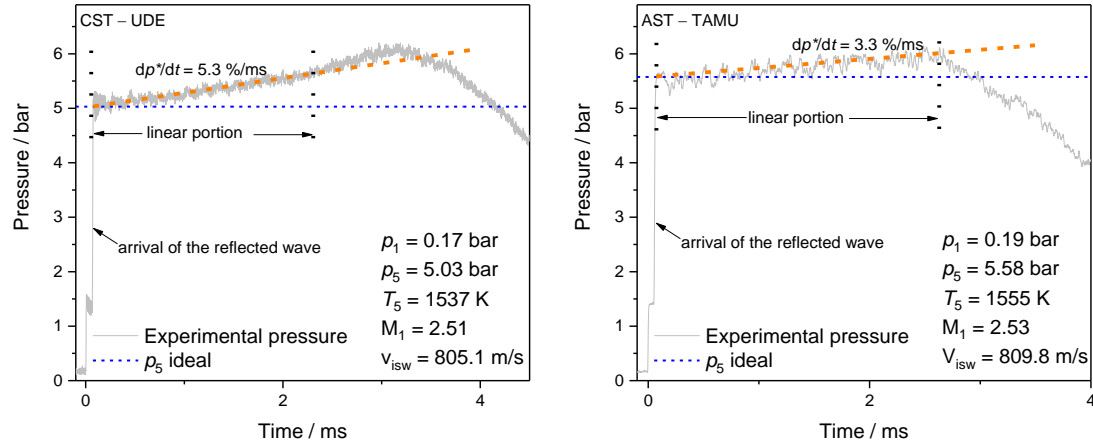 CST – UDE
dp*/dt = 5.3 %/ms
linear portion
arrival of the reflected wave
p1 = 0.17 bar
p5 = 5.03 bar
T5 = 1537 K
M1 = 2.51
visw = 805.1 m/s
Experimental pressure
p5 ideal
Pressure / bar
6
5
4
3
2
1
0
0
2
4
Time / ms
AST – TAMU
dp*/dt = 3.3 %/ms
linear portion
arrival of the reflected wave
p1 = 0.19 bar
p5 = 5.58 bar
T5 = 1555 K
M1 = 2.53
Visw = 809.8 m/s
Experimental pressure
p5 ideal
Pressure / bar
6
5
4
3
2
1
0
0
2
4
Time / ms